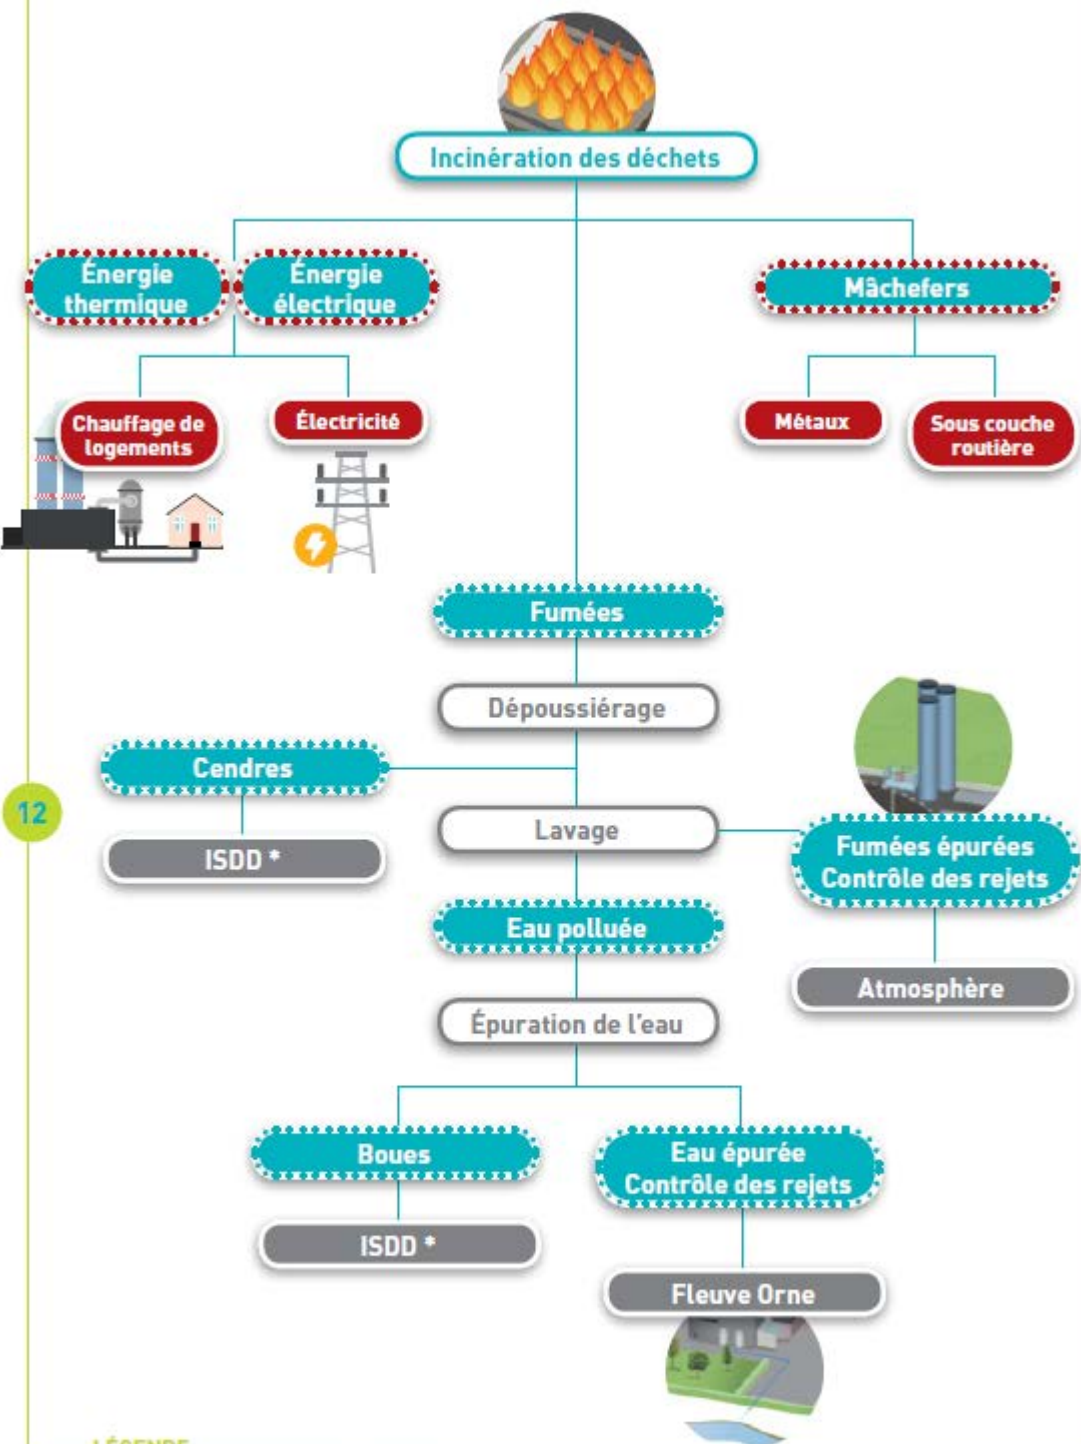 Incinération des déchets
Énergie
thermique
Énergie
électrique
Mâchefers
Chauffage de
logements
Électricité
Métaux
Sous couche
routière
Fumées
Dépoussiérage
Cendres
12
Lavage
ISDD *
Fumées épurées
Contrôle des rejets
Eau polluée
Atmosphère
Épuration de l'eau
Boues
Eau épurée
Contrôle des rejets
ISDD *
Fleuve Orne
LÉGENDE